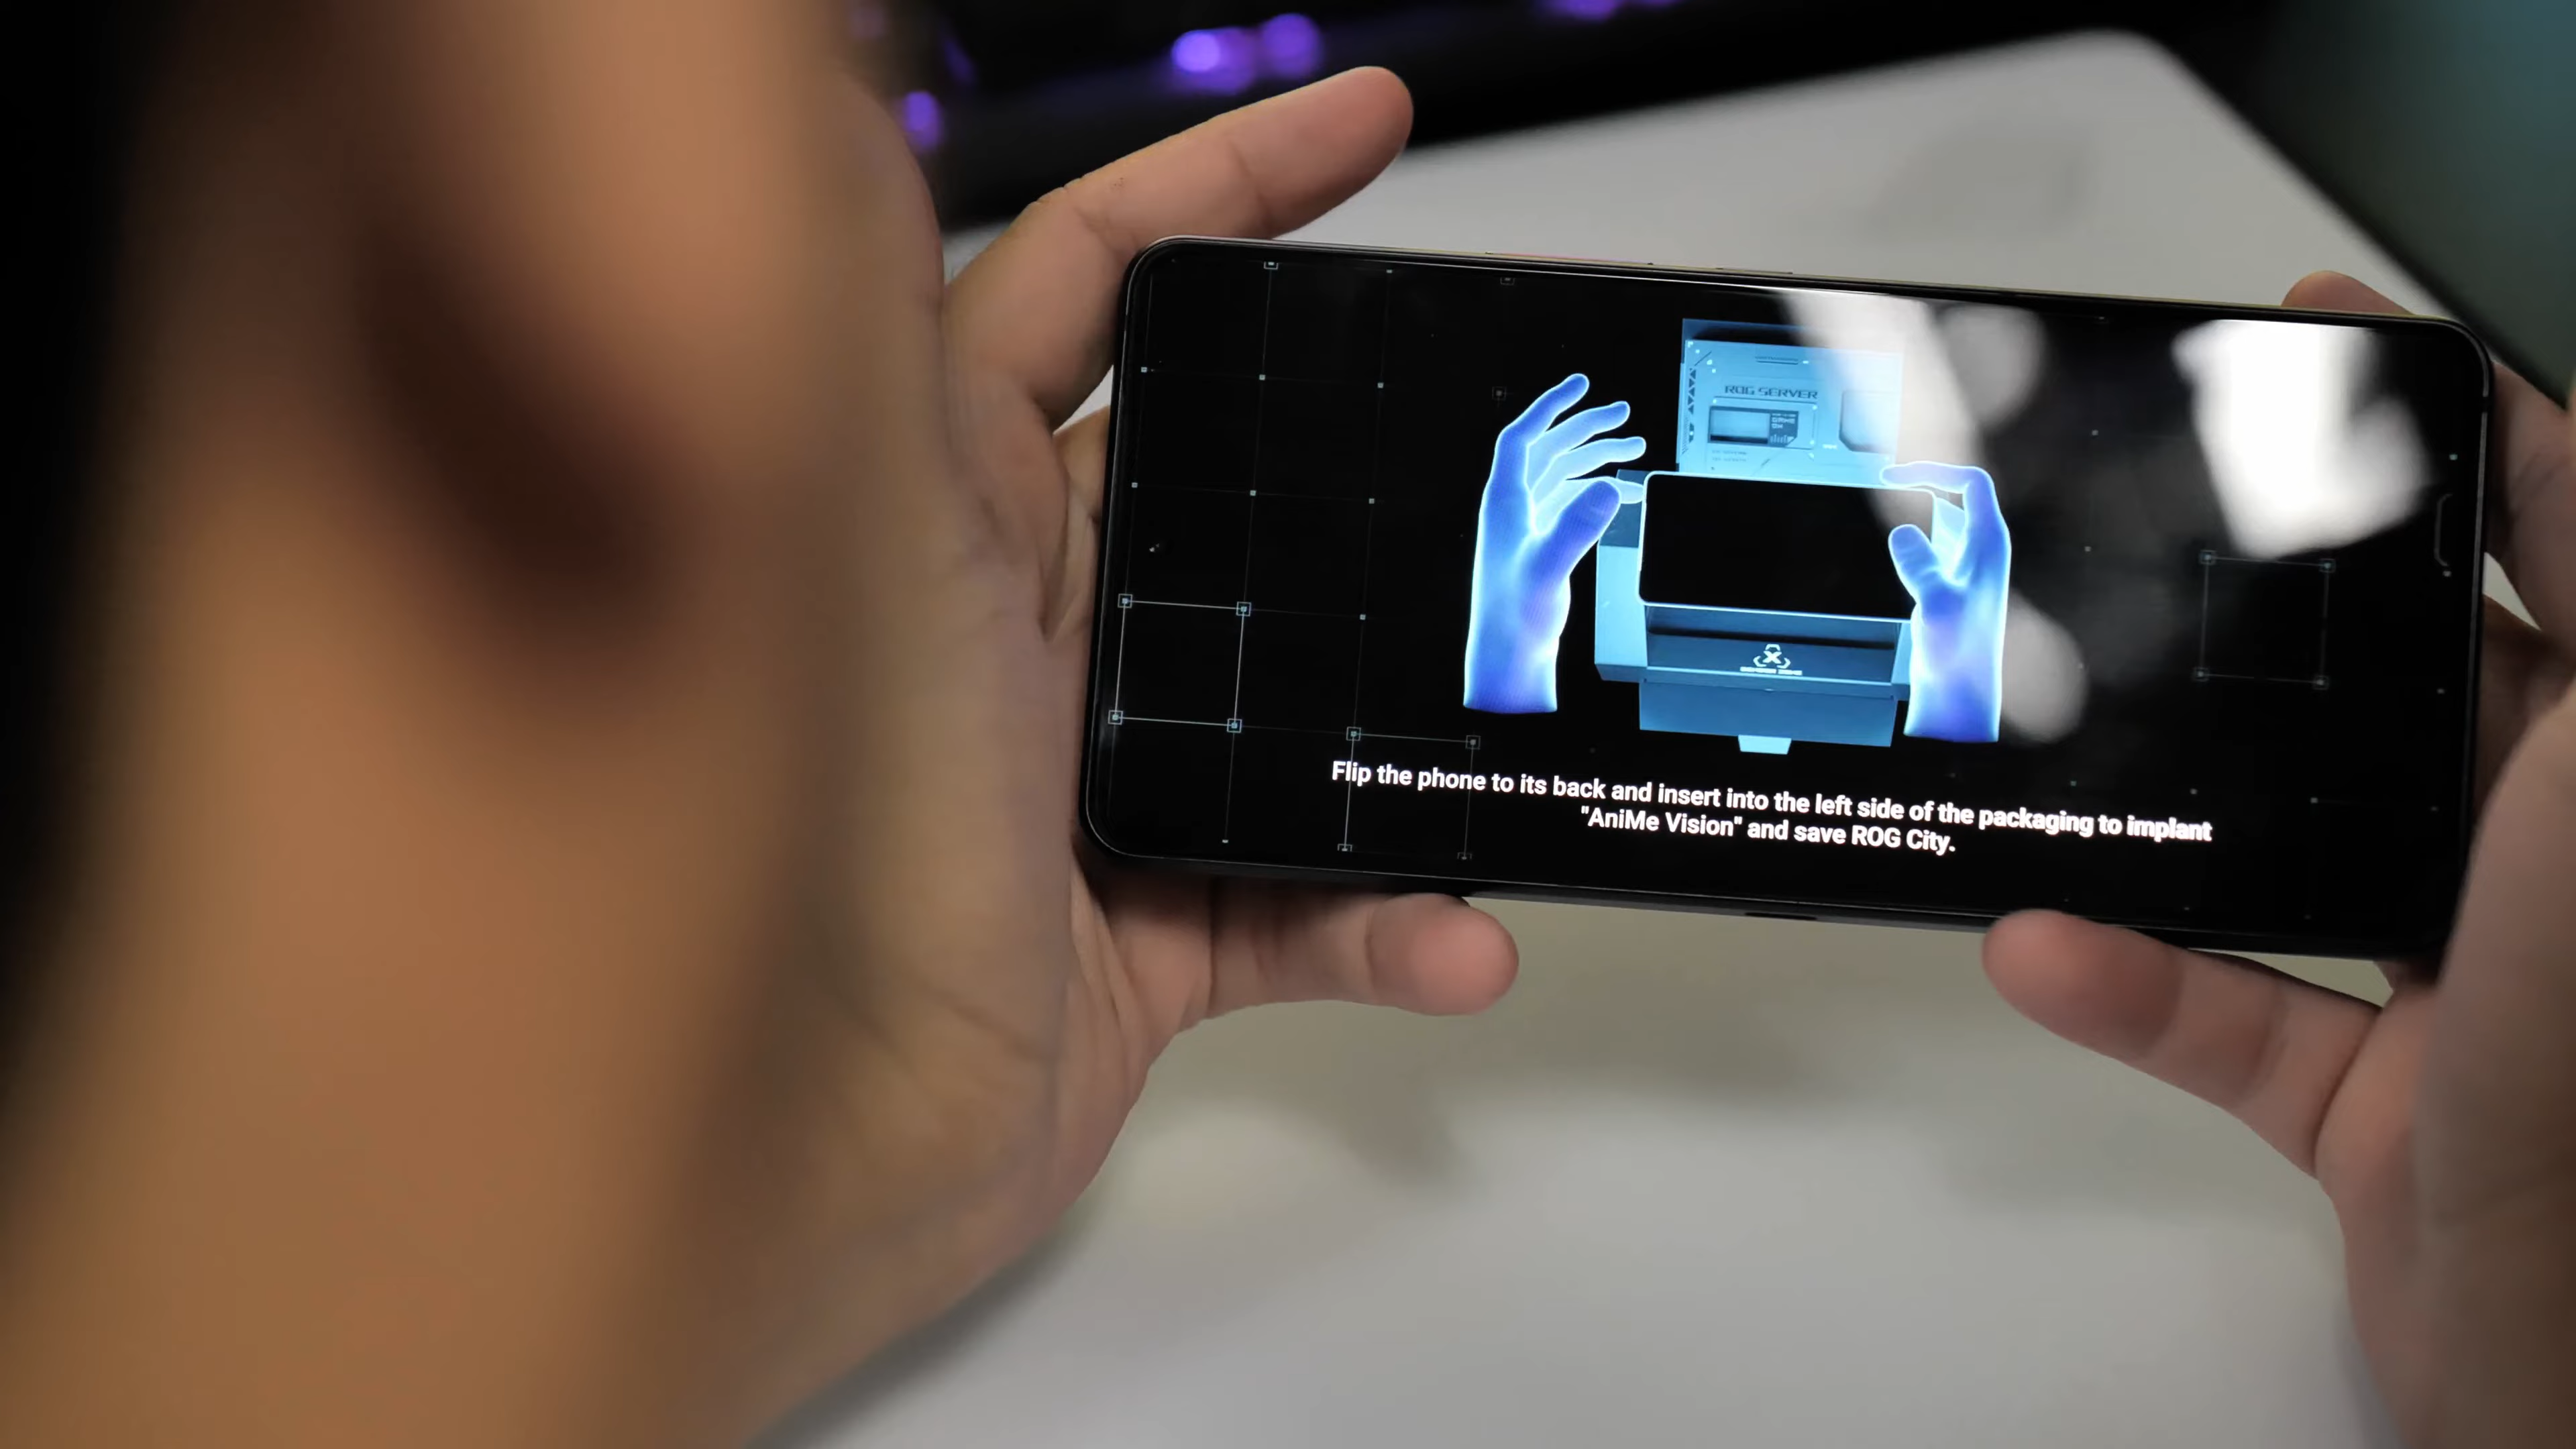 ROG SERVER
Flip the phone to its back and insert into the left side of the packaging to implant
"AniMe Vision" and save ROG City.